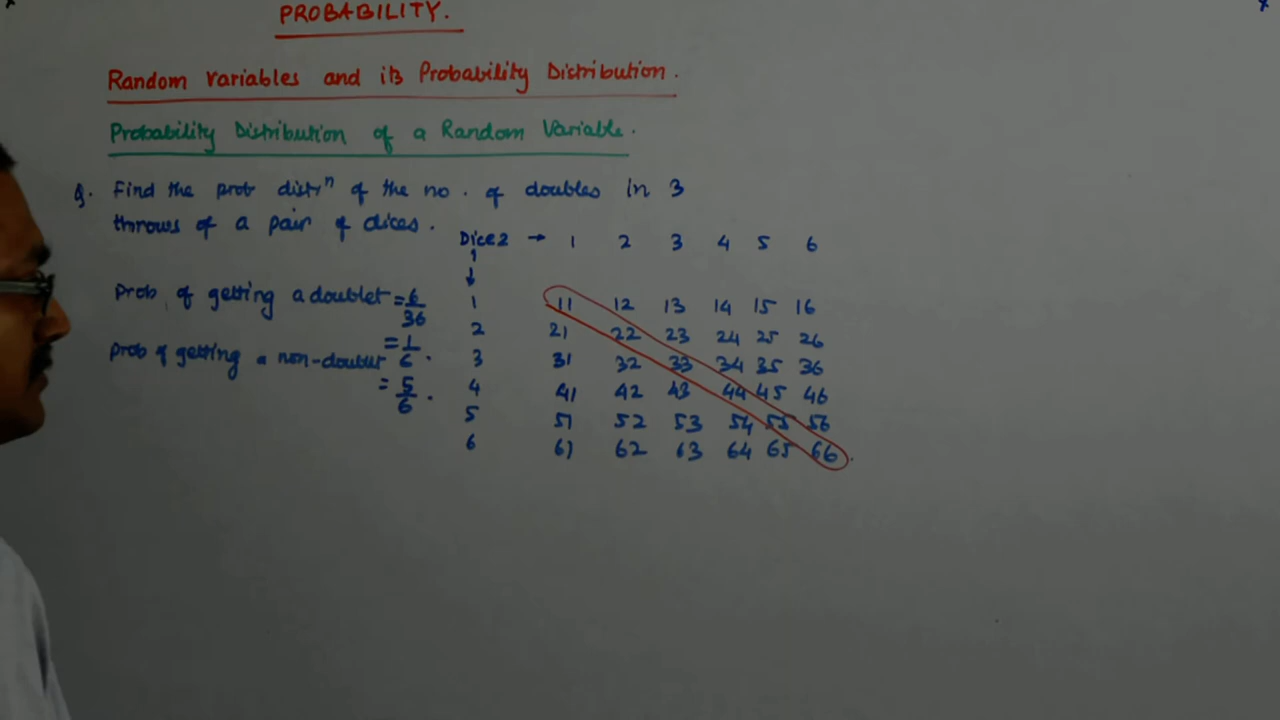 PROBABILITY.
Random Variables and its Probability Distribution.
Probability Distribution of a Random Variable.
Q. Find the prob distrⁿ of the no. of doubles in 3
throws of a pair of dices.
Dice2 → 1 2 3 4 5 6
1
↓
Prob. of getting a doublet = 6/36
= 1/6.
Prob of getting a non-doublet
= 5/6.
1 11 12 13 14 15 16
2 21 22 23 24 25 26
3 31 32 33 34 35 36
4 41 42 43 44 45 46
5 51 52 53 54 55 56
6 61 62 63 64 65 66.